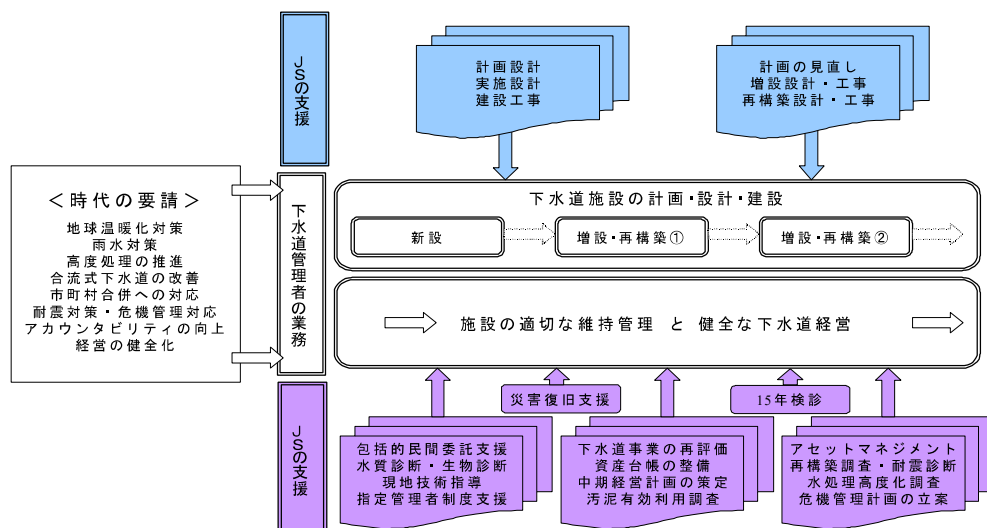 JSの支援
計画設計
実施設計
建設工事
計画の見直し
増設設計・工事
再構築設計・工事
＜時代の要請＞
地球温暖化対策
雨水対策
高度処理の推進
合流式下水道の改善
市町村合併への対応
耐震対策・危機管理対応
アカウンタビリティの向上
経営の健全化
下水道管理者の業務
下水道施設の計画・設計・建設
新設
増設・再構築①
増設・再構築②
施設の適切な維持管理 と 健全な下水道経営
JSの支援
災害復旧支援
15年検診
包括的民間委託支援
水質診断・生物診断
現地技術指導
指定管理者制度支援
下水道事業の再評価
資産台帳の整備
中期経営計画の策定
汚泥有効利用調査
アセットマネジメント
再構築調査・耐震診断
水処理高度化調査
危機管理計画の立案